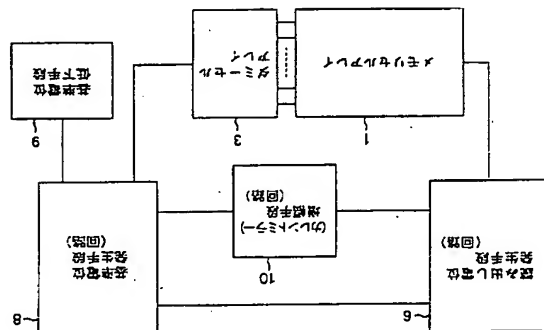 6
読み出し電位
発生手段
(回路)
10
(カレントミラー)
増幅手段
(回路)
8
基準電位
発生手段
(回路)
1
メモリセルアレイ
3
ダミーセル
アレイ
9
基準電位
低下手段